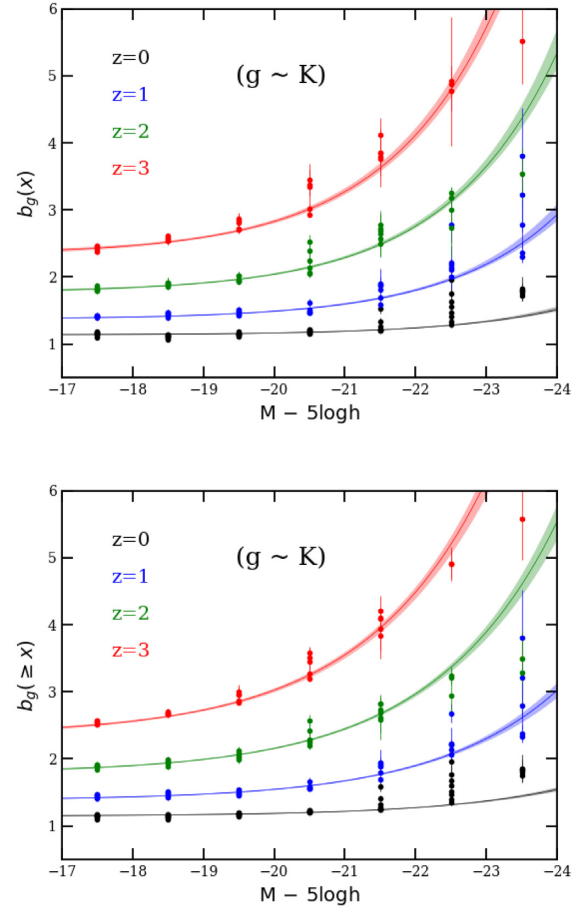 6
5
4
3
2
1
b_g(x)
z=0
z=1
z=2
z=3
(g ~ K)
−17 −18 −19 −20 −21 −22 −23 −24
M − 5logh
6
5
4
3
2
1
b_g(≥ x)
z=0
z=1
z=2
z=3
(g ~ K)
−17 −18 −19 −20 −21 −22 −23 −24
M − 5logh